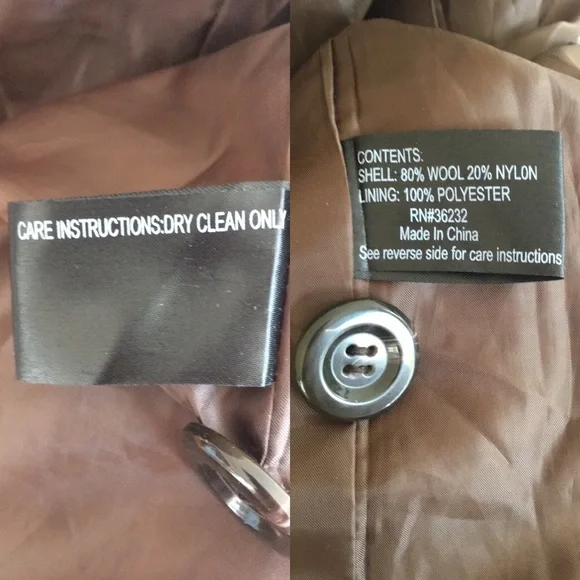 CARE INSTRUCTIONS:DRY CLEAN ONLY
CONTENTS:
SHELL: 80% WOOL 20% NYLON
LINING: 100% POLYESTER
RN#36232
Made In China
See reverse side for care instructions